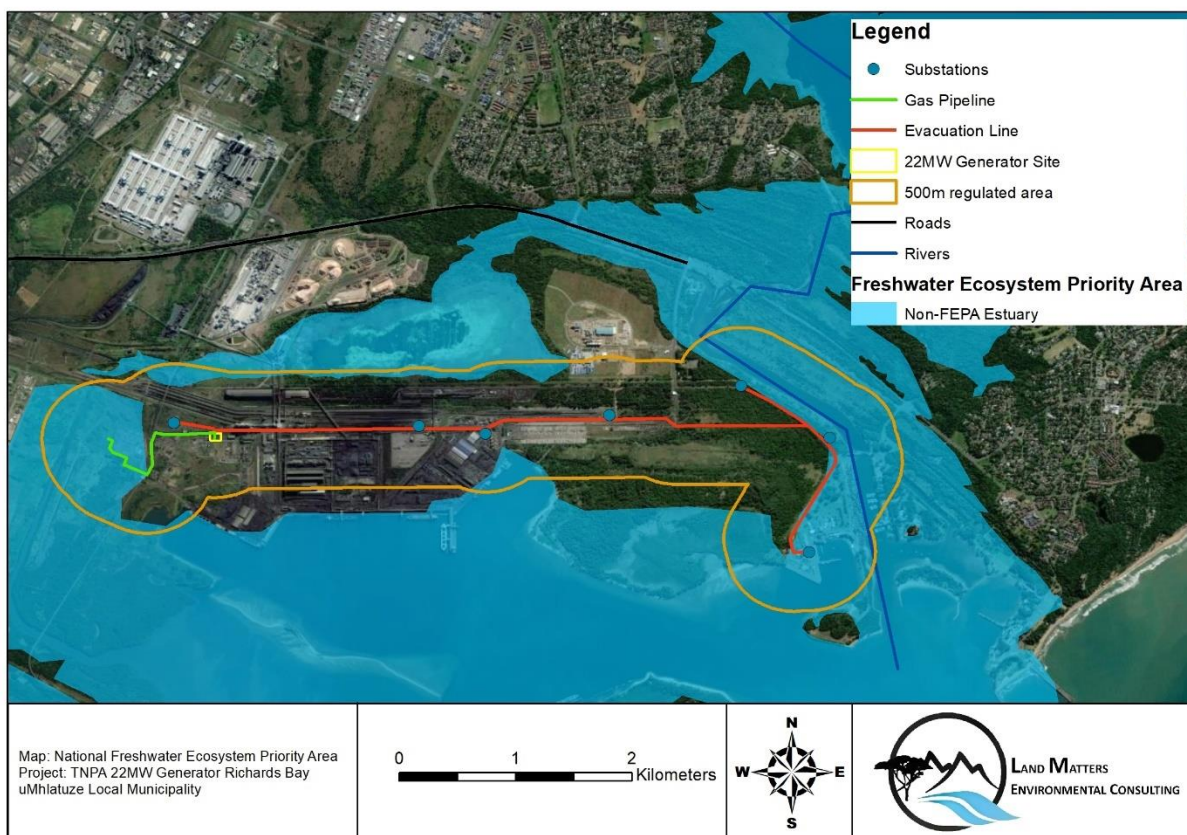 Legend
Substations
Gas Pipeline
Evacuation Line
22MW Generator Site
500m regulated area
Roads
Rivers
Freshwater Ecosystem Priority Area
Non-FEPA Estuary
Map: National Freshwater Ecosystem Priority Area
Project: TNPA 22MW Generator Richards Bay
uMhlatuze Local Municipality
0 1 2
Kilometers
N
W E
S
LAND MATTERS
ENVIRONMENTAL CONSULTING